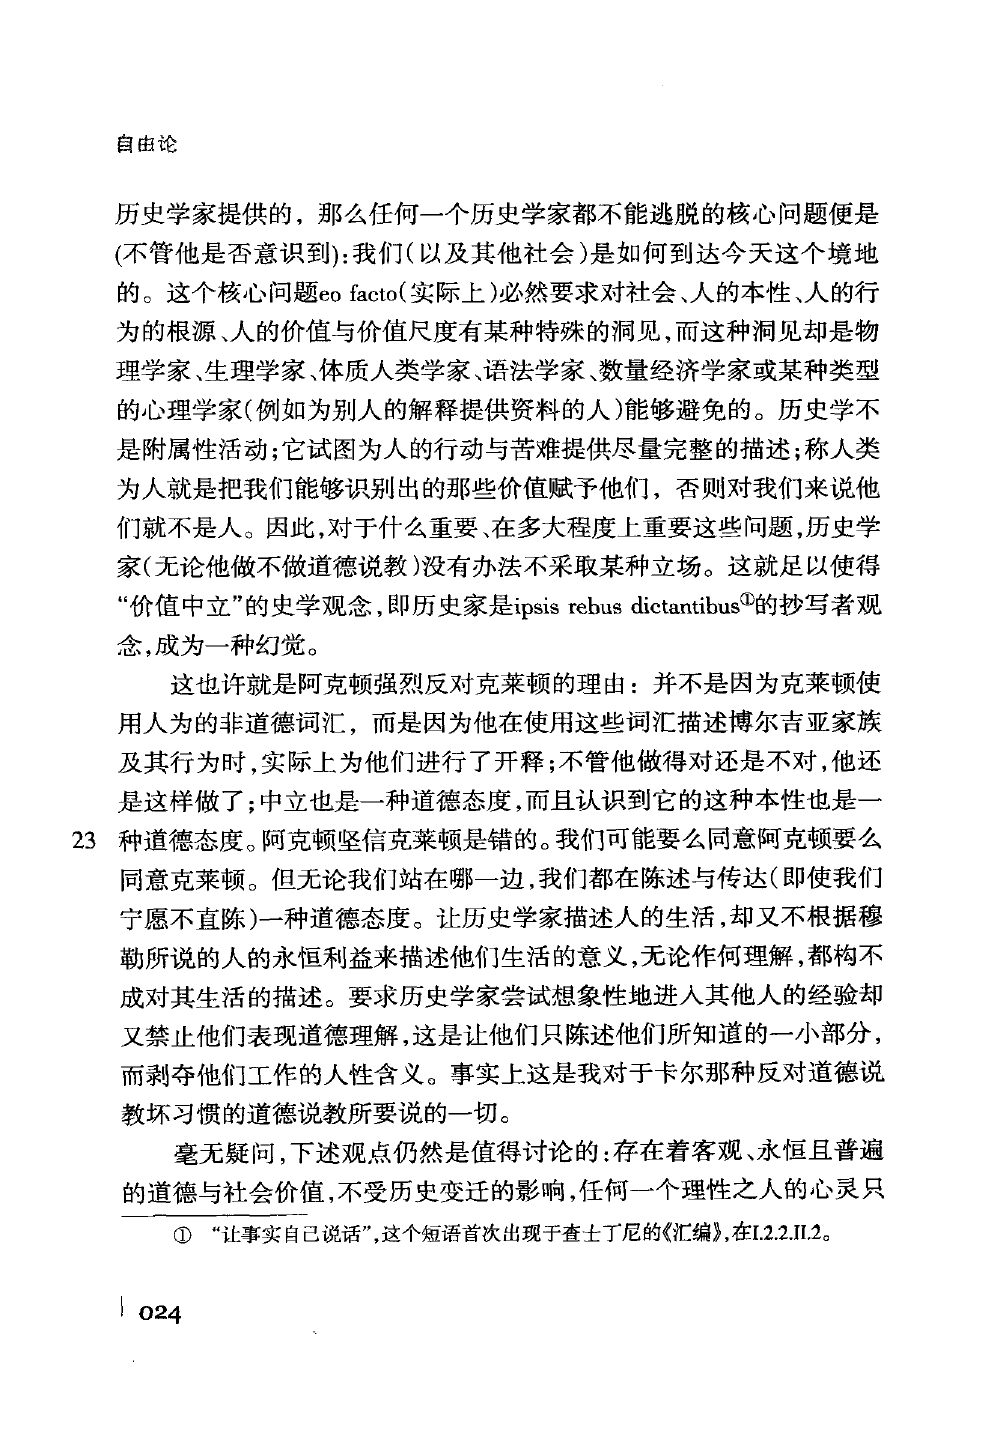 自由论
历史学家提供的，那么任何一个历史学家都不能逃脱的核心问题便是
(不管他是否意识到):我们(以及其他社会)是如何到达今天这个境地
的。这个核心问题eo facto(实际上)必然要求对社会、人的本性、人的行
为的根源、人的价值与价值尺度有某种特殊的洞见,而这种洞见却是物
理学家、生理学家、体质人类学家、语法学家、数量经济学家或某种类型
的心理学家(例如为别人的解释提供资料的人)能够避免的。历史学不
是附属性活动;它试图为人的行动与苦难提供尽量完整的描述;称人类
为人就是把我们能够识别出的那些价值赋予他们，否则对我们来说他
们就不是人。因此,对于什么重要、在多大程度上重要这些问题,历史学
家(无论他做不做道德说教)没有办法不采取某种立场。这就足以使得
“价值中立”的史学观念,即历史家是ipsis rebus dictantibus①的抄写者观
念,成为一种幻觉。
这也许就是阿克顿强烈反对克莱顿的理由：并不是因为克莱顿使
用人为的非道德词汇，而是因为他在使用这些词汇描述博尔吉亚家族
及其行为时,实际上为他们进行了开释;不管他做得对还是不对,他还
是这样做了;中立也是一种道德态度,而且认识到它的这种本性也是一
23 种道德态度。阿克顿坚信克莱顿是错的。我们可能要么同意阿克顿要么
同意克莱顿。但无论我们站在哪一边,我们都在陈述与传达(即使我们
宁愿不直陈)一种道德态度。让历史学家描述人的生活,却又不根据穆
勒所说的人的永恒利益来描述他们生活的意义,无论作何理解,都构不
成对其生活的描述。要求历史学家尝试想象性地进入其他人的经验却
又禁止他们表现道德理解,这是让他们只陈述他们所知道的一小部分,
而剥夺他们工作的人性含义。事实上这是我对于卡尔那种反对道德说
教坏习惯的道德说教所要说的一切。
毫无疑问,下述观点仍然是值得讨论的:存在着客观、永恒且普遍
的道德与社会价值,不受历史变迁的影响,任何一个理性之人的心灵只
① “让事实自己说话”,这个短语首次出现于查士丁尼的《汇编》,在I.2.2.II.2。
024